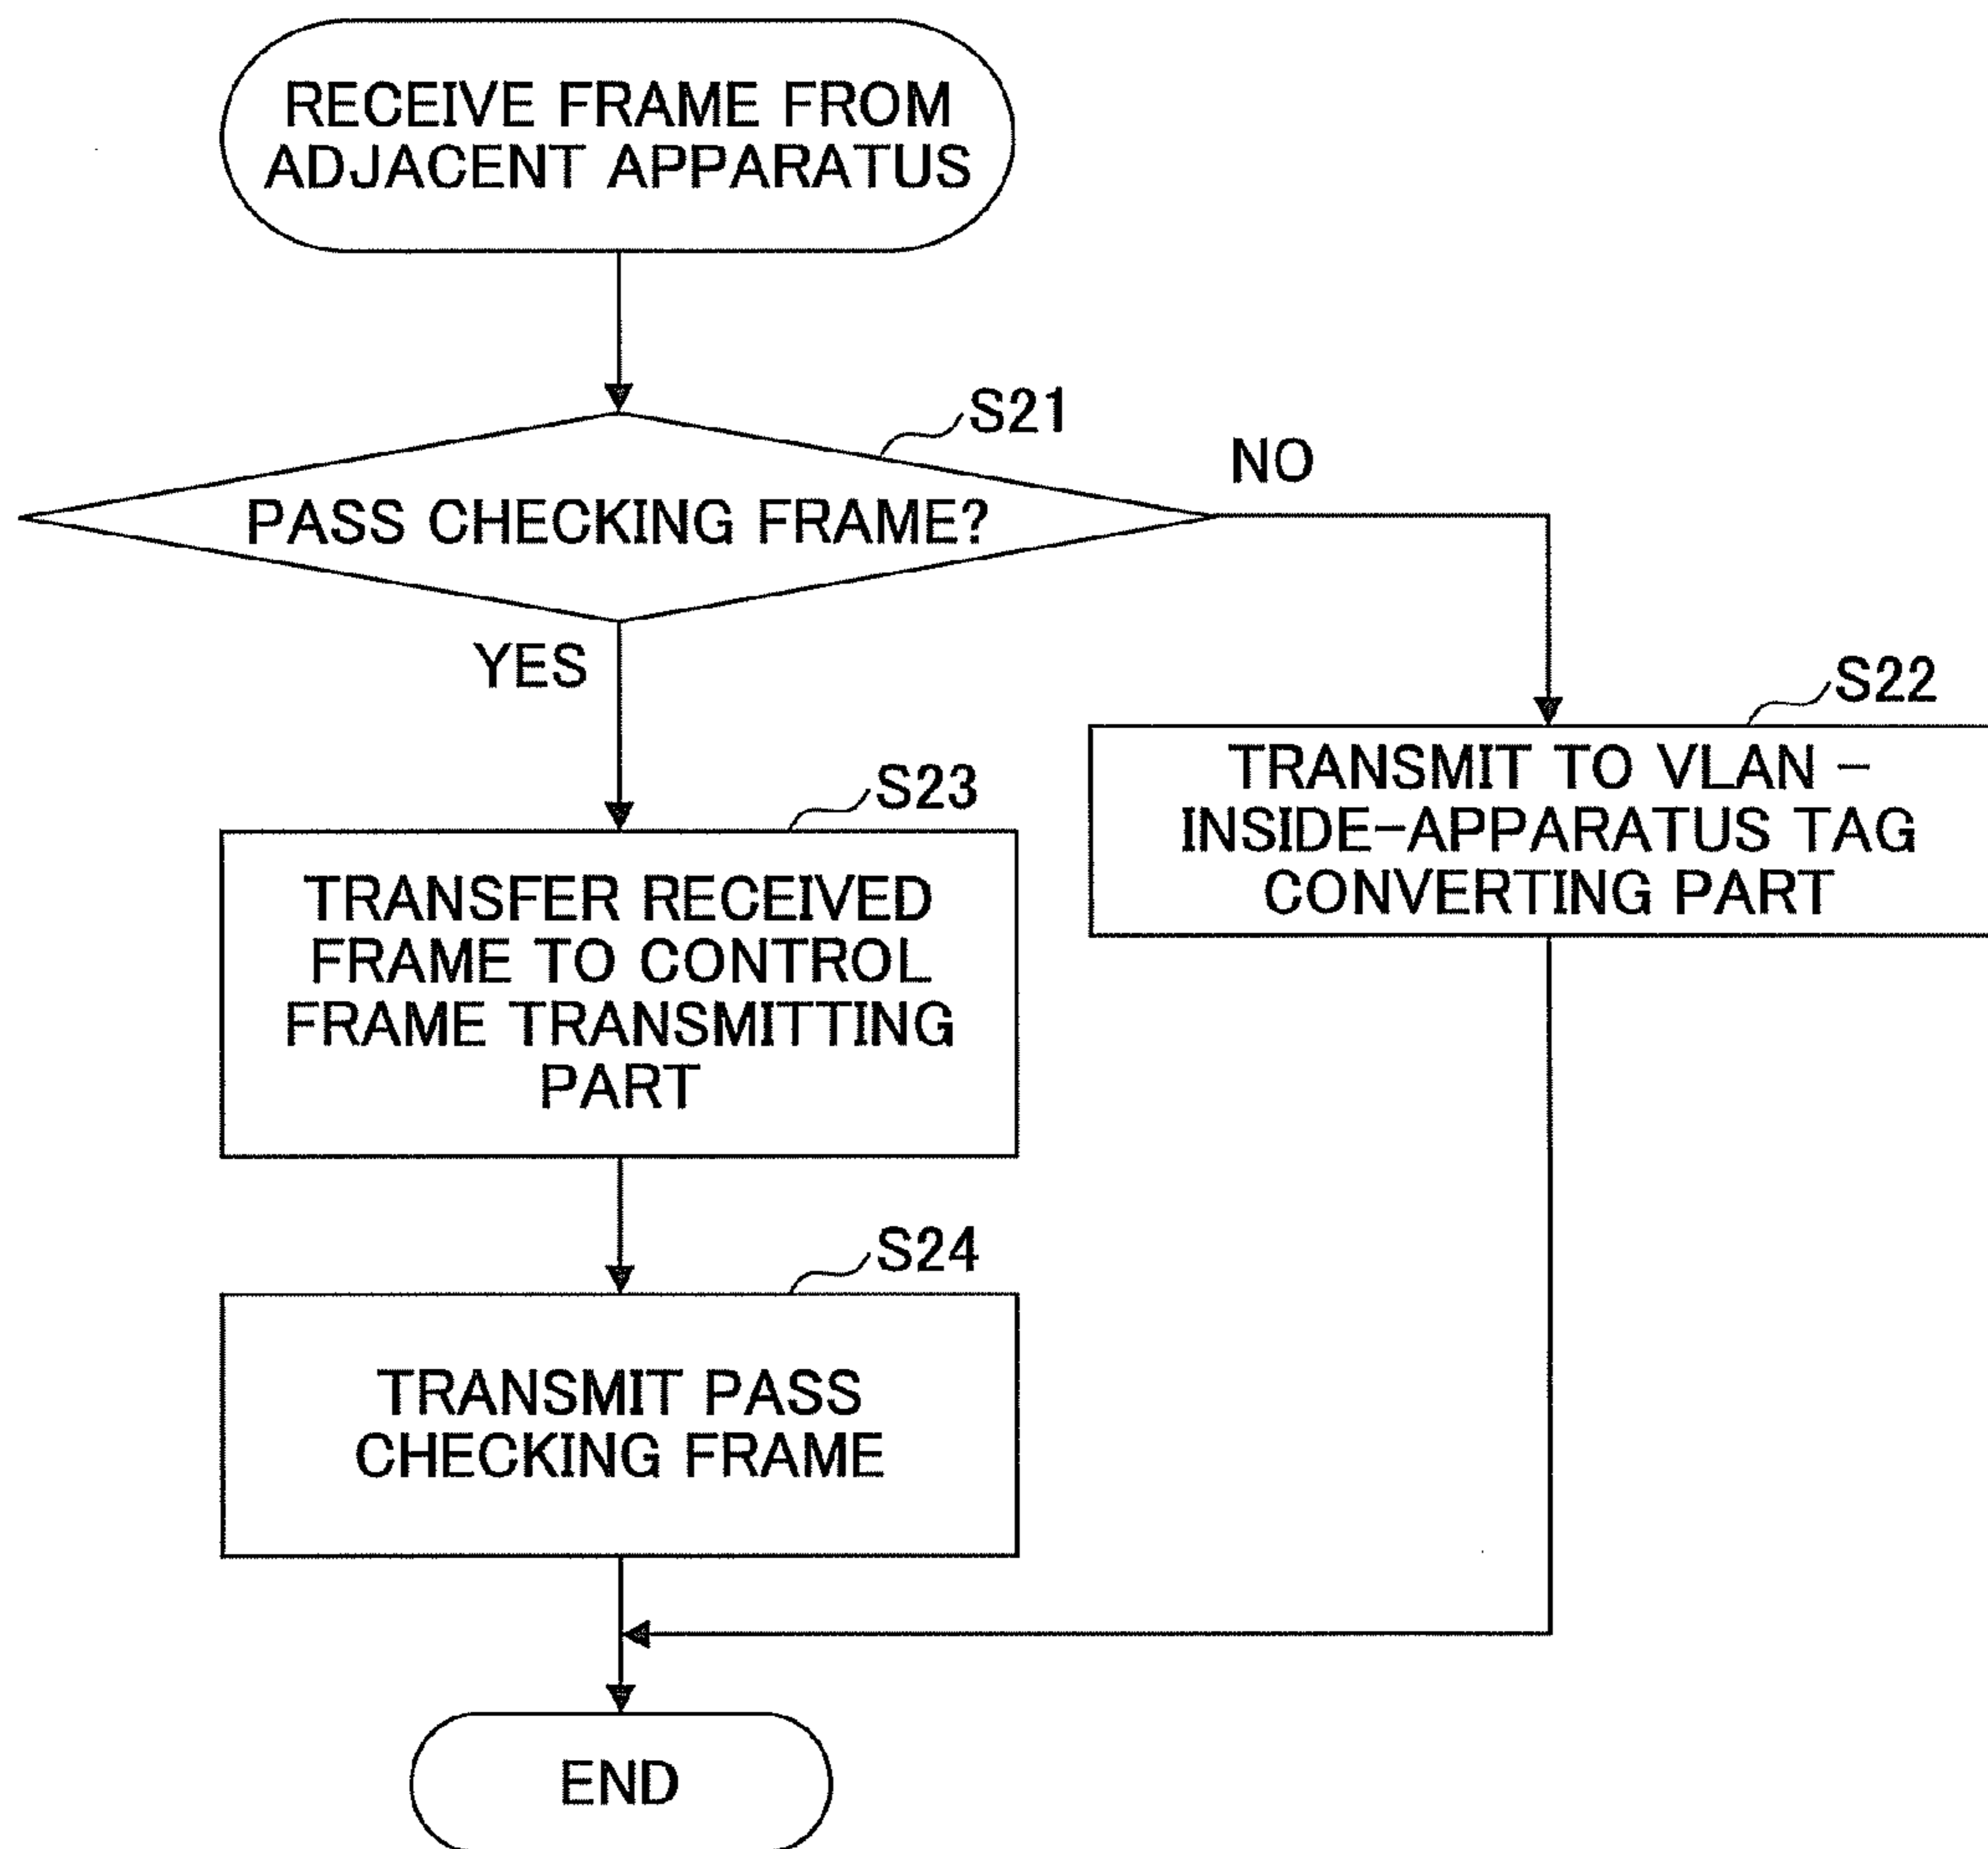 RECEIVE FRAME FROM
ADJACENT APPARATUS
S21
PASS CHECKING FRAME?
NO
YES
S22
TRANSMIT TO VLAN -
INSIDE-APPARATUS TAG
CONVERTING PART
S23
TRANSFER RECEIVED
FRAME TO CONTROL
FRAME TRANSMITTING
PART
S24
TRANSMIT PASS
CHECKING FRAME
END